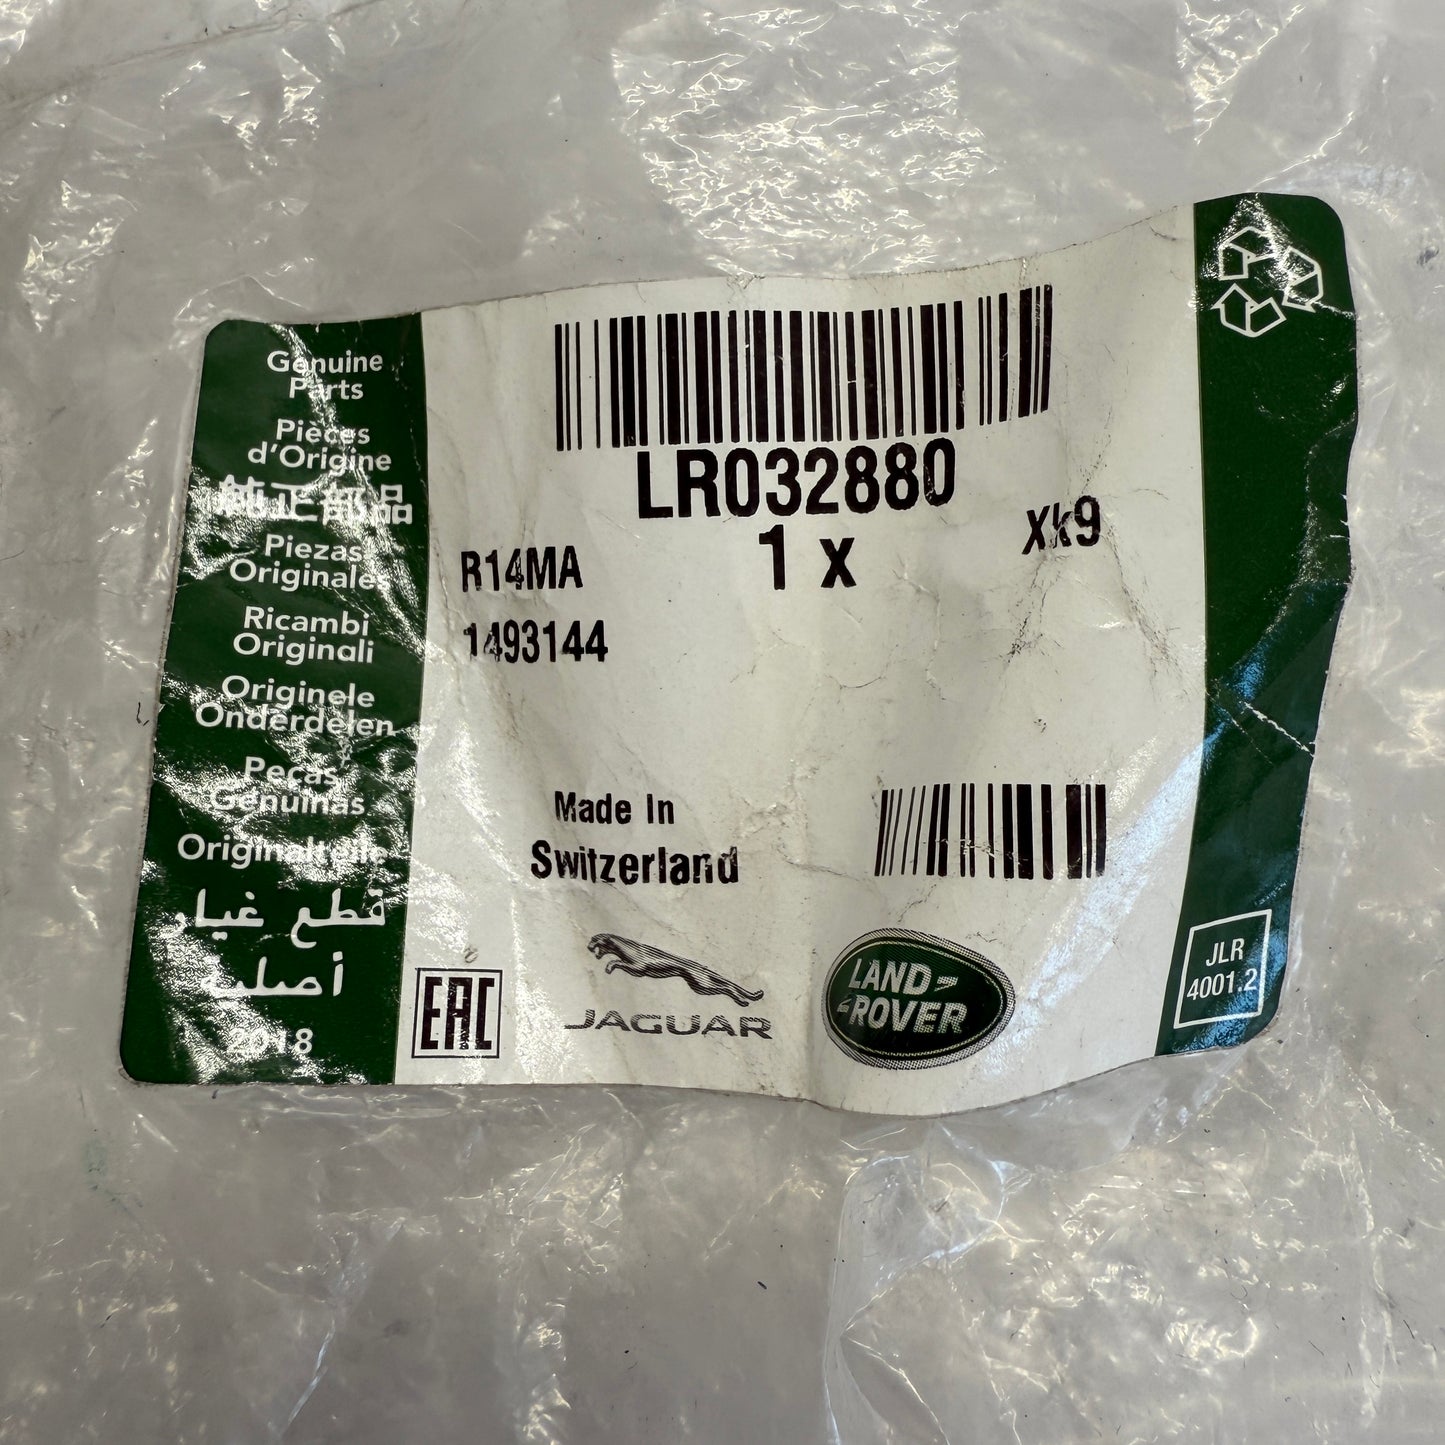 Genuine
Parts
Pièces
d'Origine
純正部品
Piezas
Originales
Ricambi
Originali
Originele
Onderdelen
Peças
Genuinas
Originalteile
قطع غيار
أصلية
2018
LR032880
1 x
Xk9
R14MA
1493144
Made In
Switzerland
EAC
JAGUAR
LAND-
-ROVER
JLR
4001.2